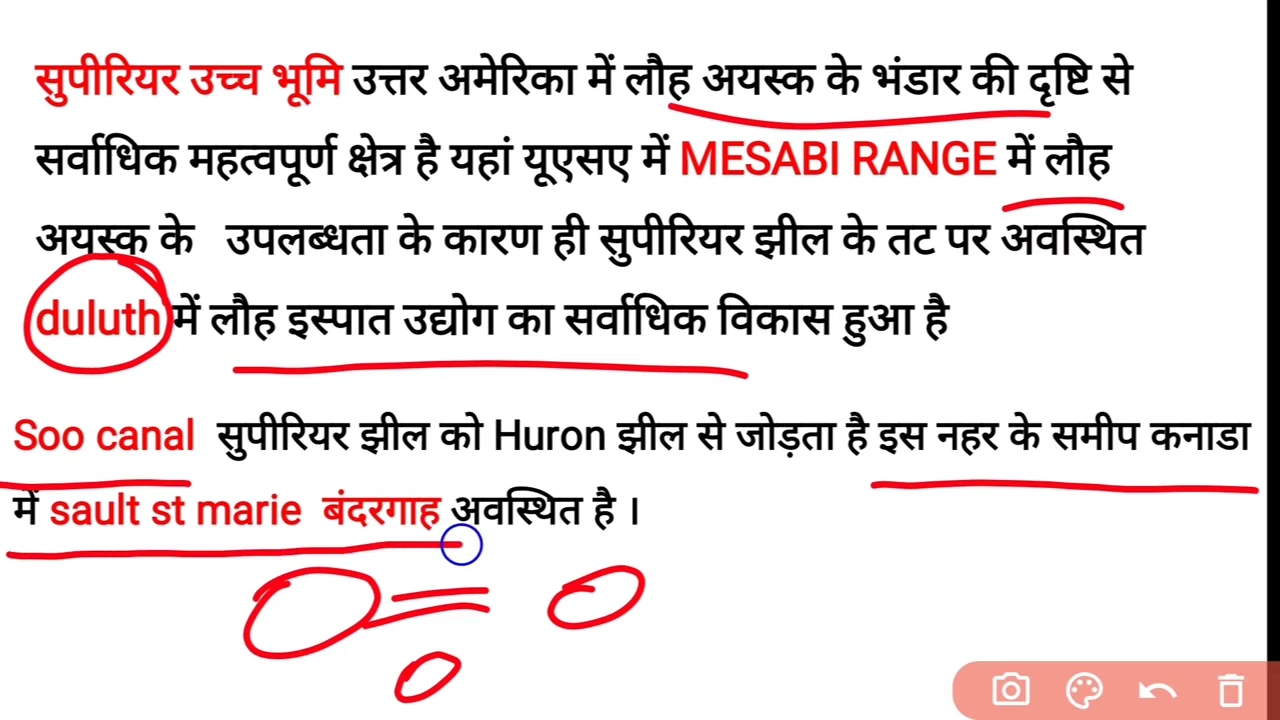 सुपीरियर उच्च भूमि उत्तर अमेरिका में लौह अयस्क के भंडार की दृष्टि से
सर्वाधिक महत्वपूर्ण क्षेत्र है यहां यूएसए में MESABI RANGE में लौह
अयस्क के उपलब्धता के कारण ही सुपीरियर झील के तट पर अवस्थित
duluth में लौह इस्पात उद्योग का सर्वाधिक विकास हुआ है
Soo canal सुपीरियर झील को Huron झील से जोड़ता है इस नहर के समीप कनाडा
में sault st marie बंदरगाह अवस्थित है ।